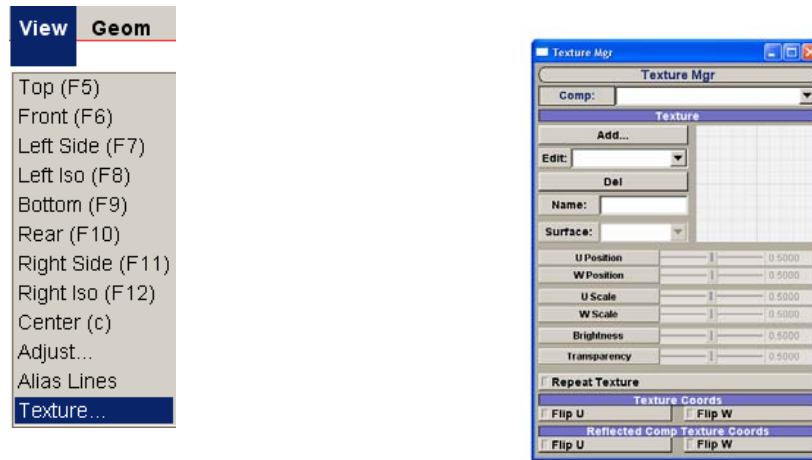 View Geom
Top (F5)
Front (F6)
Left Side (F7)
Left Iso (F8)
Bottom (F9)
Rear (F10)
Right Side (F11)
Right Iso (F12)
Center (c)
Adjust...
Alias Lines
Texture...
Texture Mgr
Texture Mgr
Comp:
Texture
Add...
Edit:
Del
Name:
Surface:
U Position 0.5000
W Position 0.5000
U Scale 0.5000
W Scale 0.5000
Brightness 0.5000
Transparency 0.5000
Repeat Texture
Texture Coords
Flip U Flip W
Reflected Comp Texture Coords
Flip U Flip W